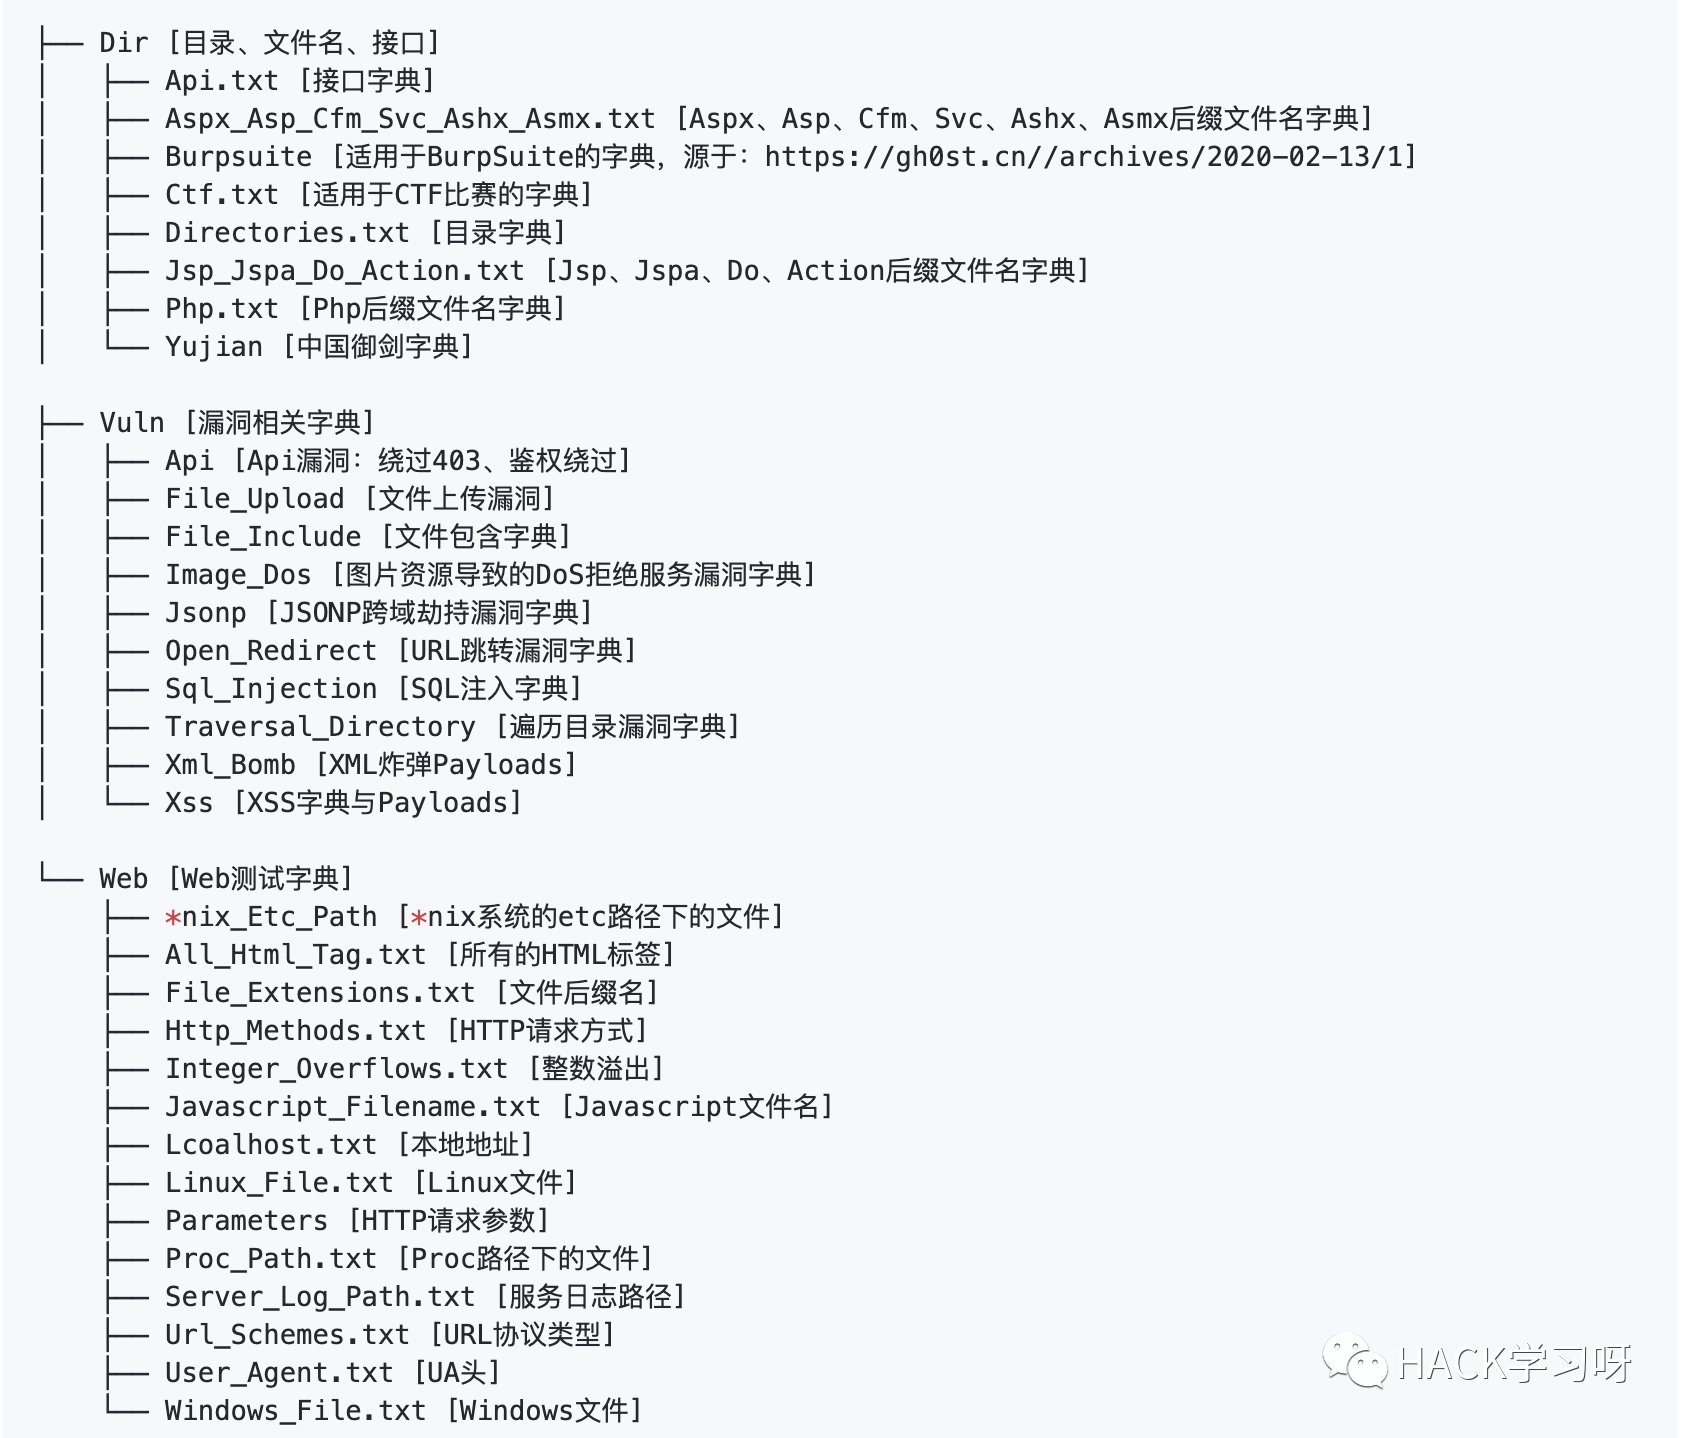 ├── Dir [目录、文件名、接口]
│   ├── Api.txt [接口字典]
│   ├── Aspx_Asp_Cfm_Svc_Ashx_Asmx.txt [Aspx、Asp、Cfm、Svc、Ashx、Asmx后缀文件名字典]
│   ├── Burpsuite [适用于BurpSuite的字典，源于：https://gh0st.cn//archives/2020-02-13/1]
│   ├── Ctf.txt [适用于CTF比赛的字典]
│   ├── Directories.txt [目录字典]
│   ├── Jsp_Jspa_Do_Action.txt [Jsp、Jspa、Do、Action后缀文件名字典]
│   ├── Php.txt [Php后缀文件名字典]
│   └── Yujian [中国御剑字典]
├── Vuln [漏洞相关字典]
│   ├── Api [Api漏洞：绕过403、鉴权绕过]
│   ├── File_Upload [文件上传漏洞]
│   ├── File_Include [文件包含字典]
│   ├── Image_Dos [图片资源导致的DoS拒绝服务漏洞字典]
│   ├── Jsonp [JSONP跨域劫持漏洞字典]
│   ├── Open_Redirect [URL跳转漏洞字典]
│   ├── Sql_Injection [SQL注入字典]
│   ├── Traversal_Directory [遍历目录漏洞字典]
│   ├── Xml_Bomb [XML炸弹Payloads]
│   └── Xss [XSS字典与Payloads]
└── Web [Web测试字典]
    ├── *nix_Etc_Path [*nix系统的etc路径下的文件]
    ├── All_Html_Tag.txt [所有的HTML标签]
    ├── File_Extensions.txt [文件后缀名]
    ├── Http_Methods.txt [HTTP请求方式]
    ├── Integer_Overflows.txt [整数溢出]
    ├── Javascript_Filename.txt [Javascript文件名]
    ├── Lcoalhost.txt [本地地址]
    ├── Linux_File.txt [Linux文件]
    ├── Parameters [HTTP请求参数]
    ├── Proc_Path.txt [Proc路径下的文件]
    ├── Server_Log_Path.txt [服务日志路径]
    ├── Url_Schemes.txt [URL协议类型]
    ├── User_Agent.txt [UA头]
    └── Windows_File.txt [Windows文件]
HACK学习呀